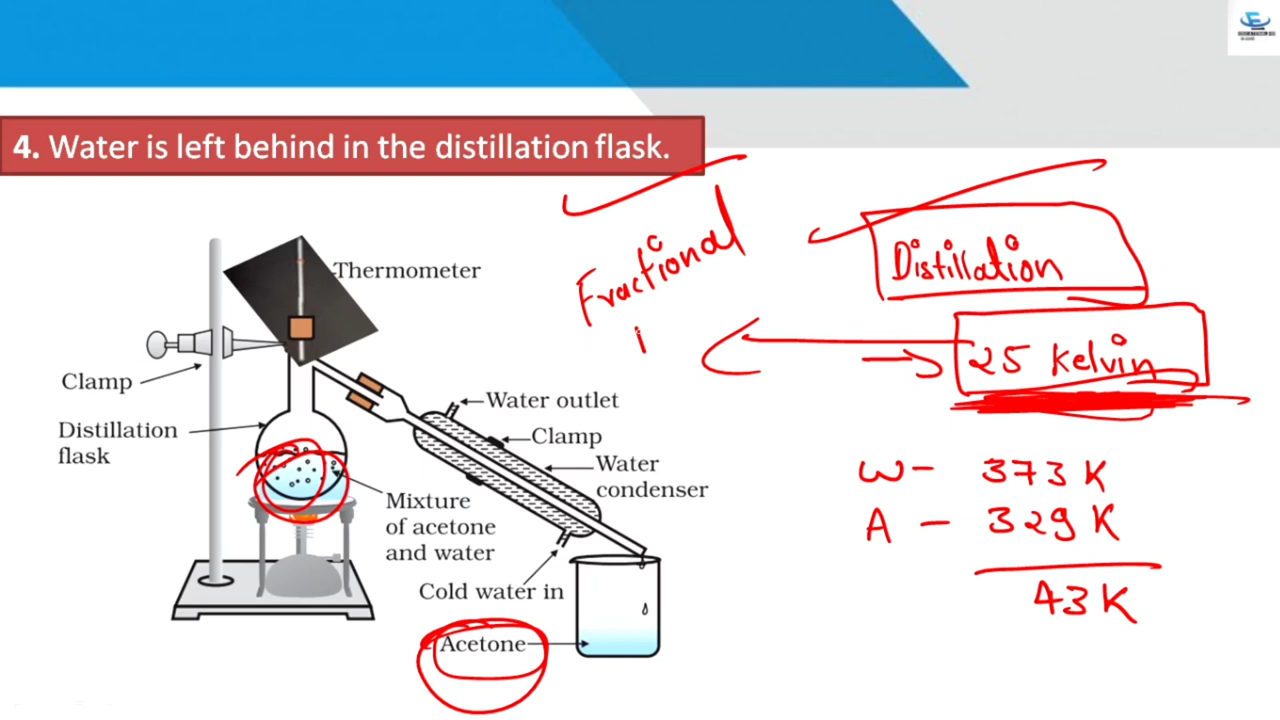 4. Water is left behind in the distillation flask.
Fractional
Distillation
25 Kelvin
Thermometer
Clamp
Distillation
flask
Water outlet
Clamp
Water
condenser
Mixture
of acetone
and water
Cold water in
Acetone
W - 373 K
A - 329 K
43 K